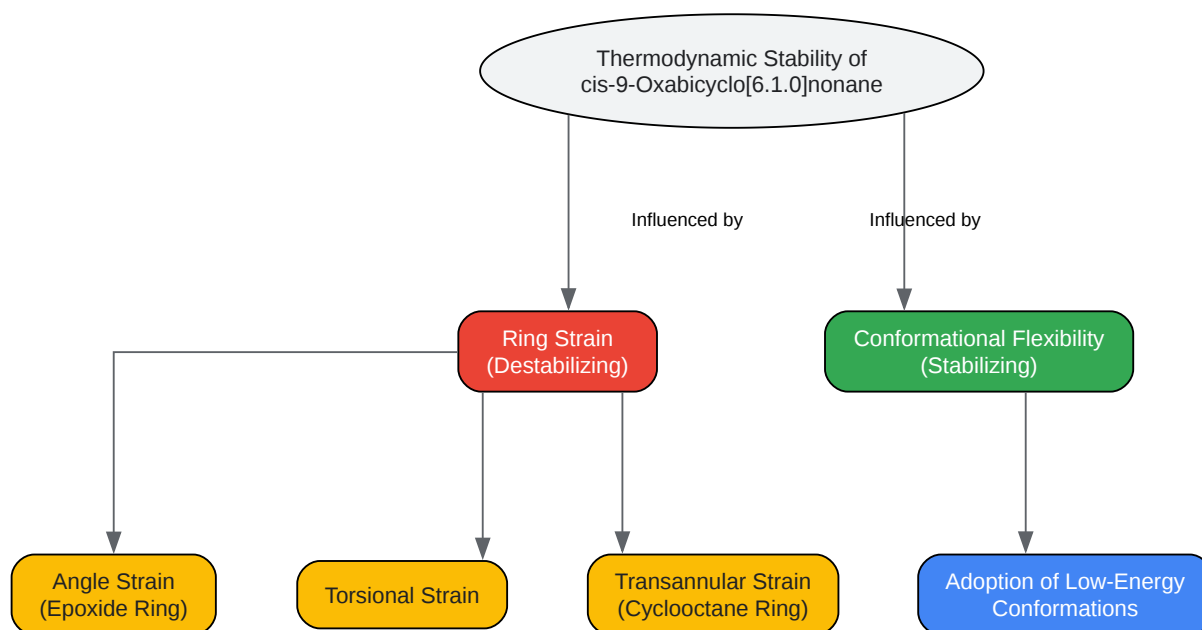 Thermodynamic Stability of
cis-9-Oxabicyclo[6.1.0]nonane
Influenced by
Influenced by
Ring Strain
(Destabilizing)
Conformational Flexibility
(Stabilizing)
Angle Strain
(Epoxide Ring)
Torsional Strain
Transannular Strain
(Cyclooctane Ring)
Adoption of Low-Energy
Conformations